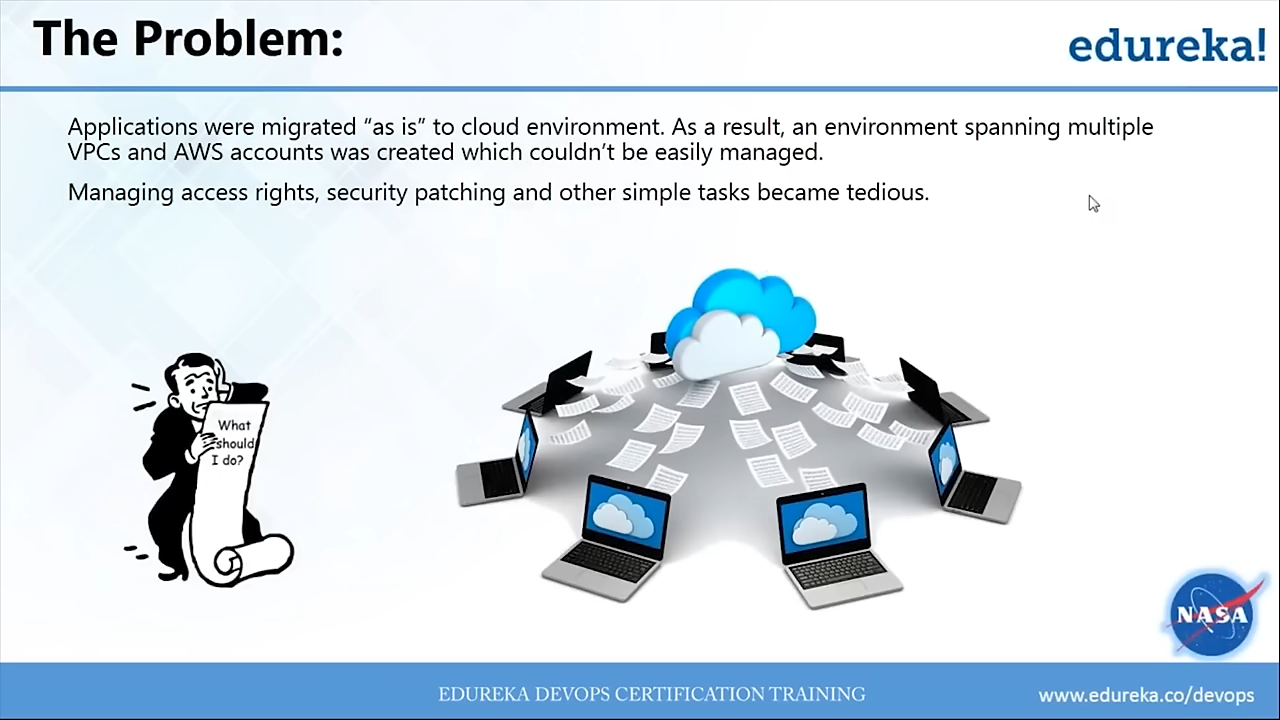 The Problem:
edureka!
Applications were migrated “as is” to cloud environment. As a result, an environment spanning multiple
VPCs and AWS accounts was created which couldn’t be easily managed.
Managing access rights, security patching and other simple tasks became tedious.
What
should
I do?
NASA
EDUREKA DEVOPS CERTIFICATION TRAINING
www.edureka.co/devops